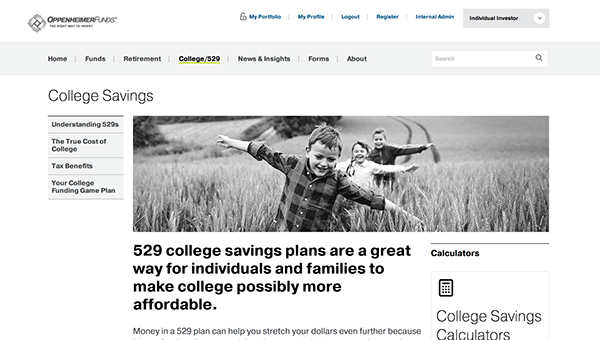 OPPENHEIMERFUNDS®
THE RIGHT WAY TO INVEST
My Portfolio
My Profile
Logout
Register
Internal Admin
Individual Investor
Home
Funds
Retirement
College/529
News & Insights
Forms
About
Search
College Savings
Understanding 529s
The True Cost of
College
Tax Benefits
Your College
Funding Game Plan
529 college savings plans are a great
way for individuals and families to
make college possibly more
affordable.
Money in a 529 plan can help you stretch your dollars even further because
Calculators
College Savings
Calculators